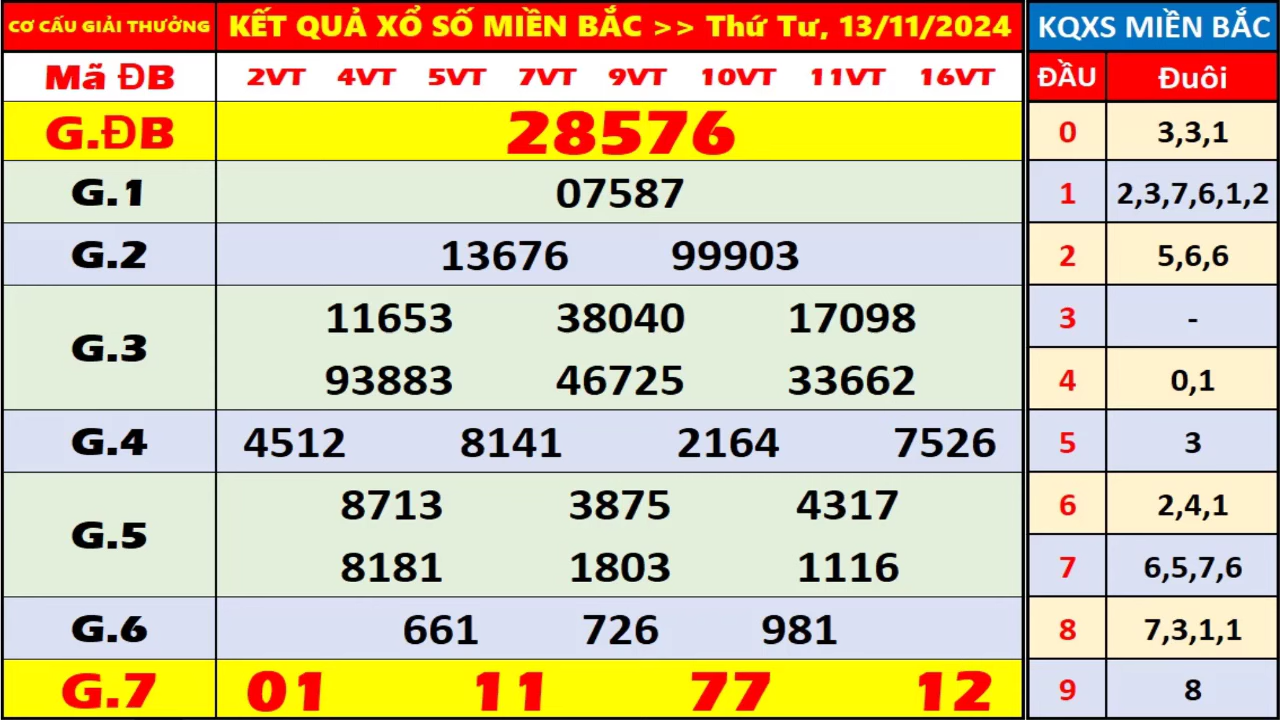 CƠ CẤU GIẢI THƯỞNG KẾT QUẢ XỔ SỐ MIỀN BẮC >> Thứ Tư, 13/11/2024 KQXS MIỀN BẮC
Mã ĐB 2VT 4VT 5VT 7VT 9VT 10VT 11VT 16VT ĐẦU Đuôi
G.ĐB 28576 0 3,3,1
G.1 07587 1 2,3,7,6,1,2
G.2 13676 99903 2 5,6,6
G.3 11653 38040 17098 3 -
93883 46725 33662 4 0,1
G.4 4512 8141 2164 7526 5 3
G.5 8713 3875 4317 6 2,4,1
8181 1803 1116 7 6,5,7,6
G.6 661 726 981 8 7,3,1,1
G.7 01 11 77 12 9 8